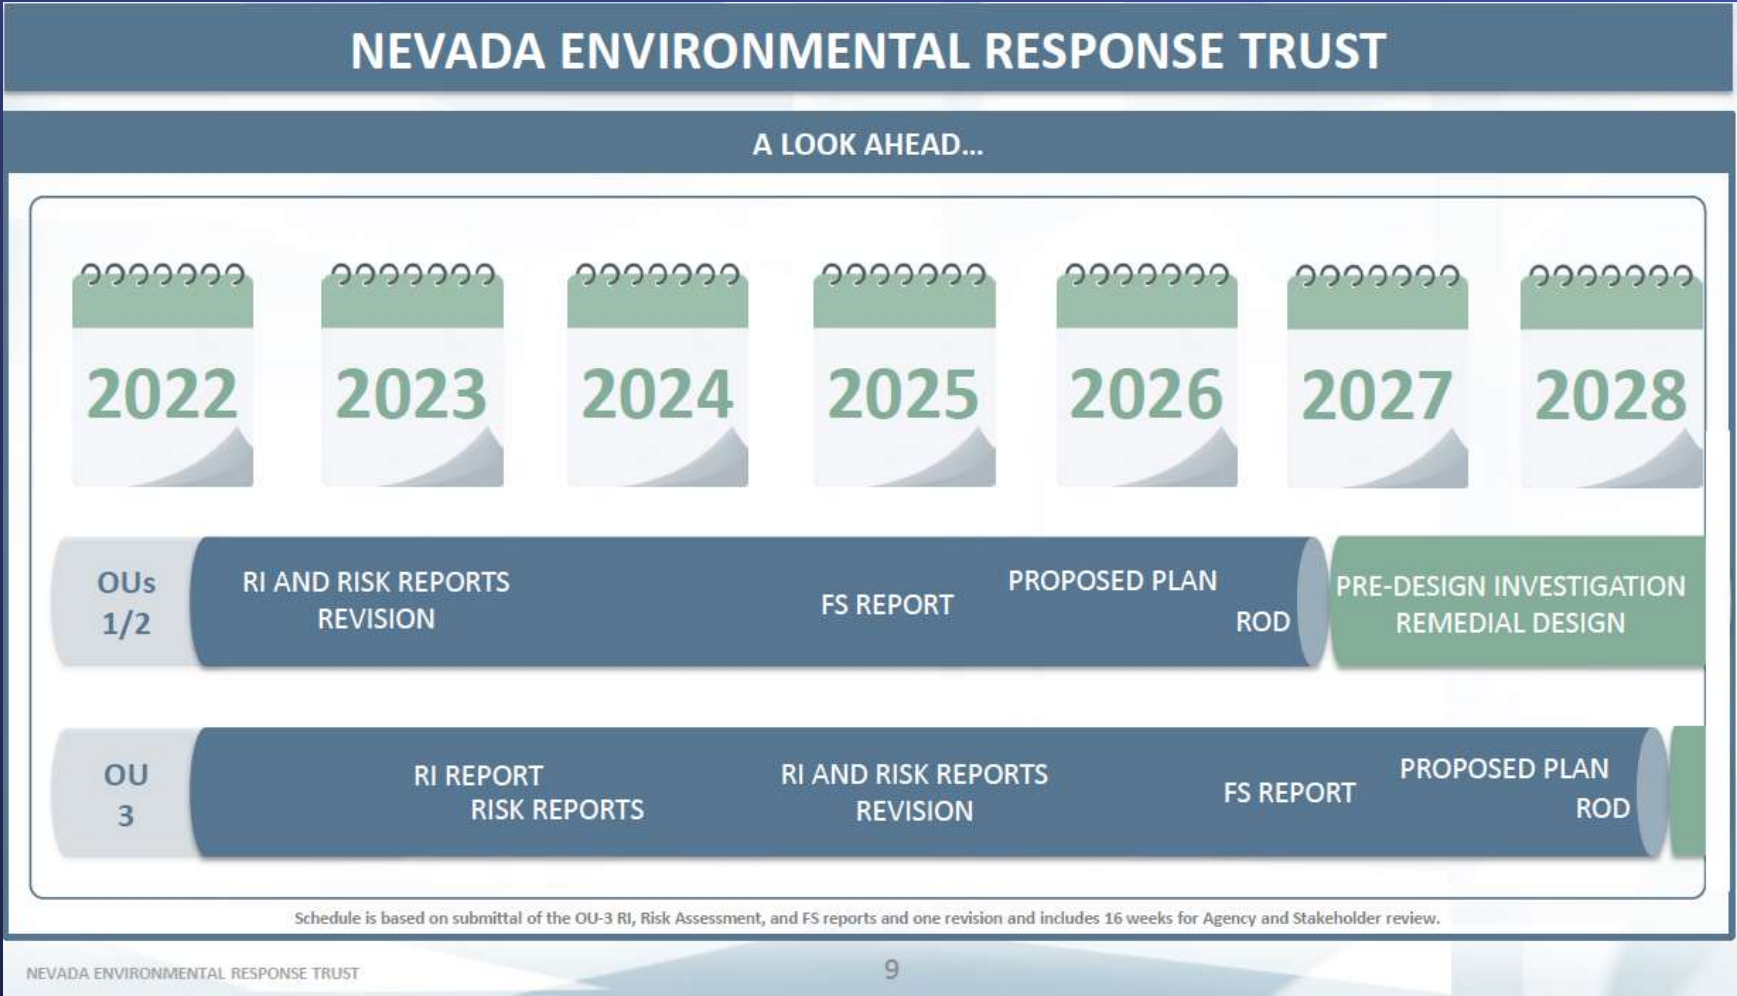 NEVADA ENVIRONMENTAL RESPONSE TRUST
A LOOK AHEAD...
2022
2023
2024
2025
2026
2027
2028
OUs
1/2
RI AND RISK REPORTS
REVISION
FS REPORT
PROPOSED PLAN
ROD
PRE-DESIGN INVESTIGATION
REMEDIAL DESIGN
OU
3
RI REPORT
RISK REPORTS
RI AND RISK REPORTS
REVISION
FS REPORT
PROPOSED PLAN
ROD
Schedule is based on submittal of the OU-3 RI, Risk Assessment, and FS reports and one revision and includes 16 weeks for Agency and Stakeholder review.
NEVADA ENVIRONMENTAL RESPONSE TRUST
9